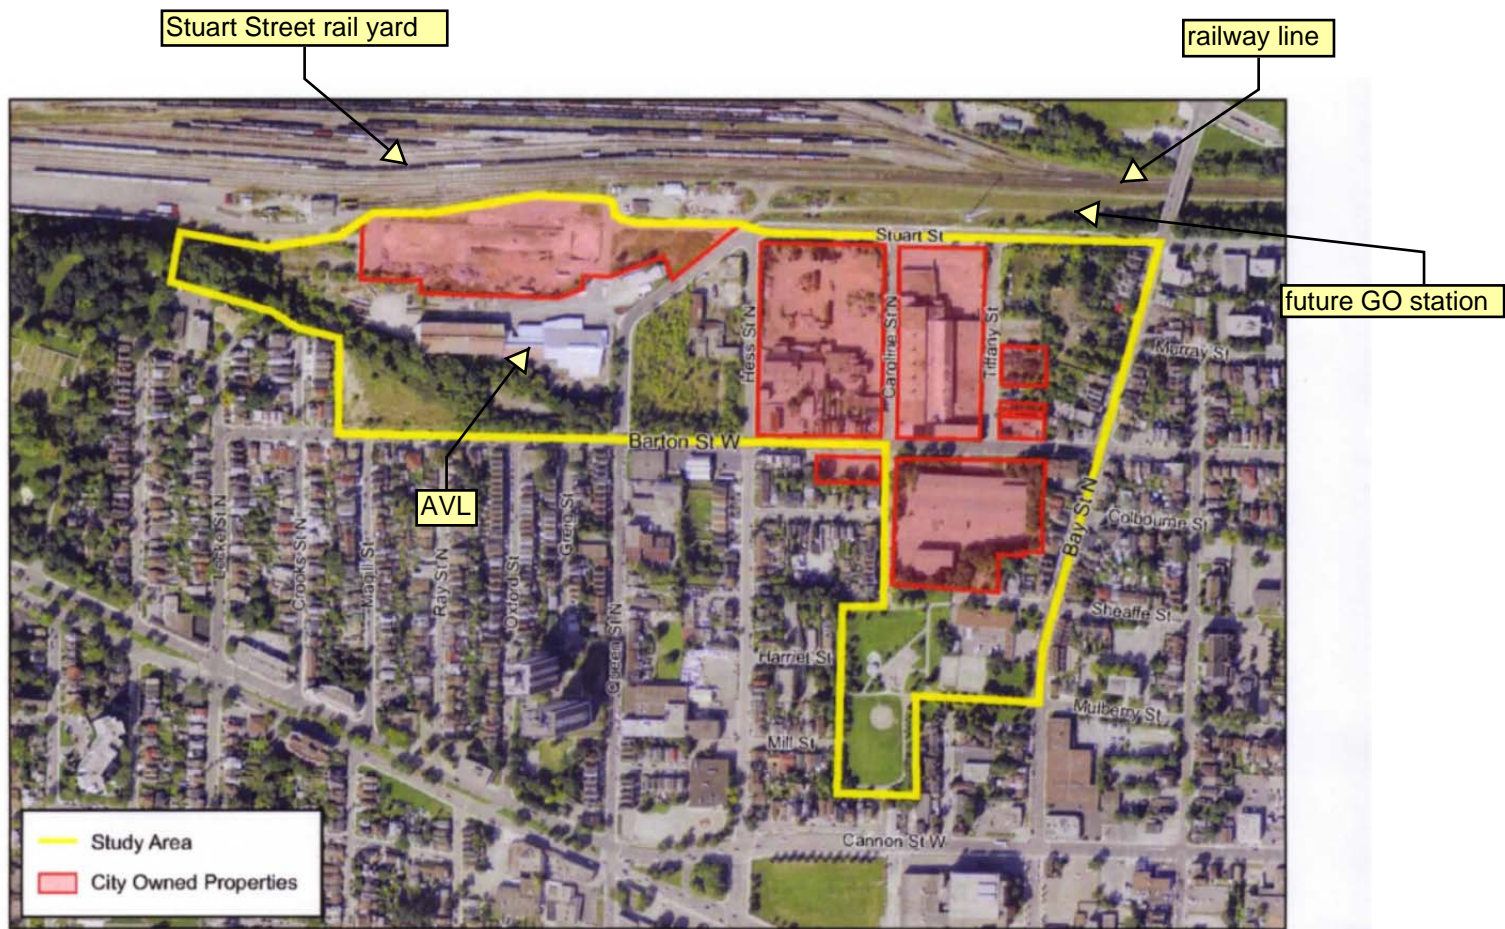 Stuart Street rail yard
railway line
Stuart St
future GO station
Hess St N
Caroline St N
Tiffany St
Murray St
Barton St W
AVL
Bay St N
Colbourne St
Locke St N
Crooks St N
Magill St
Ray St N
Oxford St
Greig St
Queen St N
Sheaffe St
Harriet St
Mulberry St
Mill St
Cannon St W
Study Area
City Owned Properties